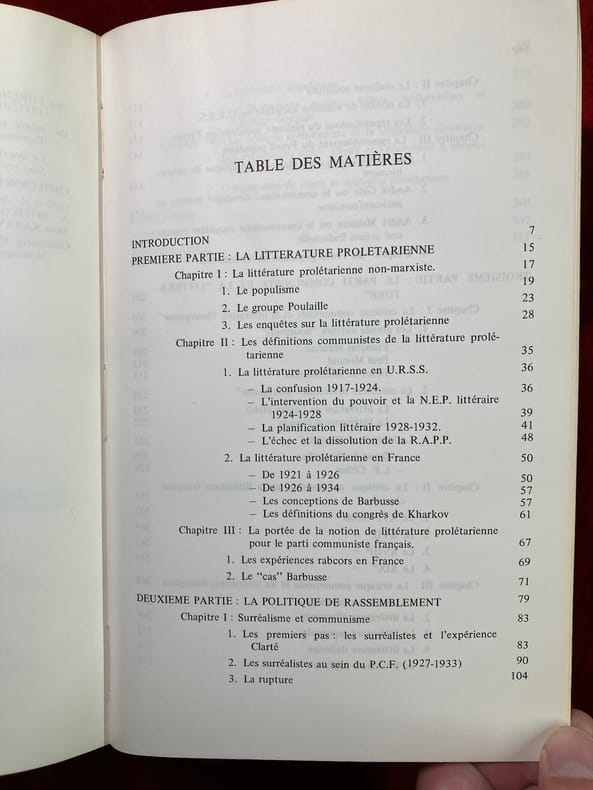 TABLE DES MATIÈRES
INTRODUCTION 7
PREMIERE PARTIE : LA LITTERATURE PROLETARIENNE 15
Chapitre I : La littérature prolétarienne non-marxiste. 17
1. Le populisme 19
2. Le groupe Poulaille 23
3. Les enquêtes sur la littérature prolétarienne 28
Chapitre II : Les définitions communistes de la littérature prolé-
tarienne 35
1. La littérature prolétarienne en U.R.S.S. 36
– La confusion 1917-1924. 36
– L'intervention du pouvoir et la N.E.P. littéraire
1924-1928 39
– La planification littéraire 1928-1932. 41
– L'échec et la dissolution de la R.A.P.P. 48
2. La littérature prolétarienne en France 50
– De 1921 à 1926 50
– De 1926 à 1934 57
– Les conceptions de Barbusse 57
– Les définitions du congrès de Kharkov 61
Chapitre III : La portée de la notion de littérature prolétarienne
pour le parti communiste français. 67
1. Les expériences rabcors en France 69
2. Le “cas” Barbusse 71
DEUXIEME PARTIE : LA POLITIQUE DE RASSEMBLEMENT 79
Chapitre I : Surréalisme et communisme 83
1. Les premiers pas : les surréalistes et l'expérience
Clarté 83
2. Les surréalistes au sein du P.C.F. (1927-1933) 90
3. La rupture 104